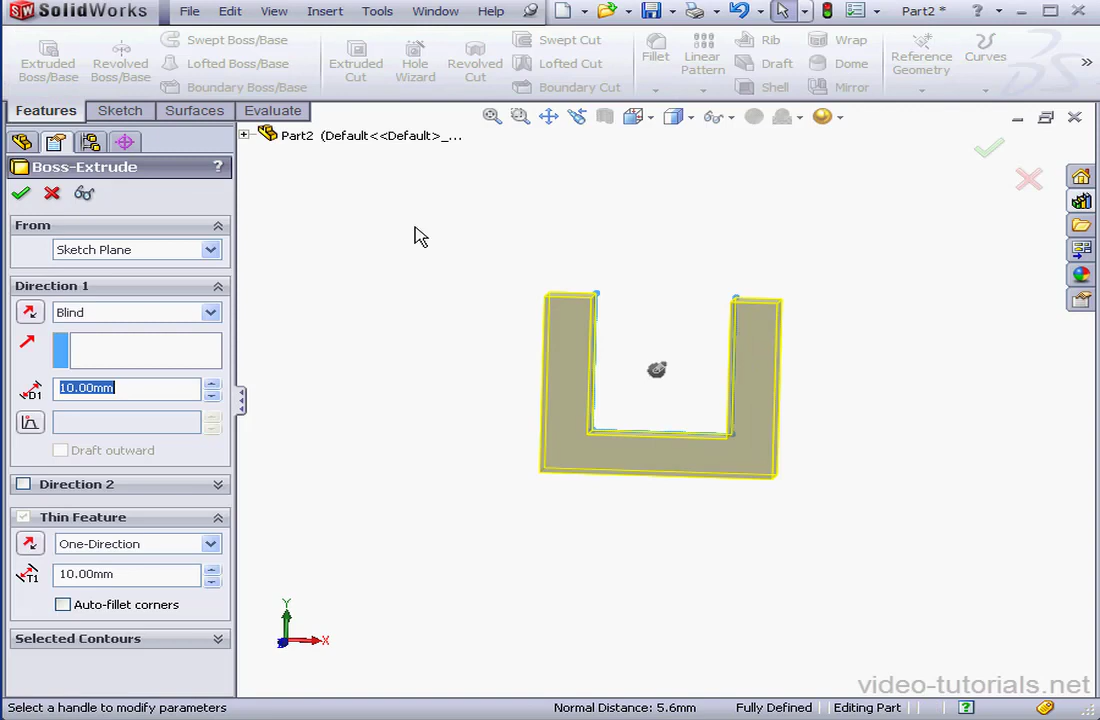 SW SolidWorks File Edit View Insert Tools Office Window Help Part2 * ?
Extruded Boss/Base
Revolved Boss/Base
Swept Boss/Base
Lofted Boss/Base
Boundary Boss/Base
Extruded Cut
Hole Wizard
Revolved Cut
Swept Cut
Lofted Cut
Boundary Cut
Fillet
Linear Pattern
Rib
Draft
Shell
Wrap
Dome
Mirror
Reference Geometry
Curves
»
Features Sketch Surfaces Evaluate
Part2 (Default<<Default>_...
Boss-Extrude ?
From
Sketch Plane
Direction 1
Blind
D1 10.00mm
Draft outward
Direction 2
Thin Feature
One-Direction
T1 10.00mm
Auto-fillet corners
Selected Contours
Y
X
video-tutorials.net
Select a handle to modify parameters Normal Distance: 5.6mm Fully Defined Editing Part ?